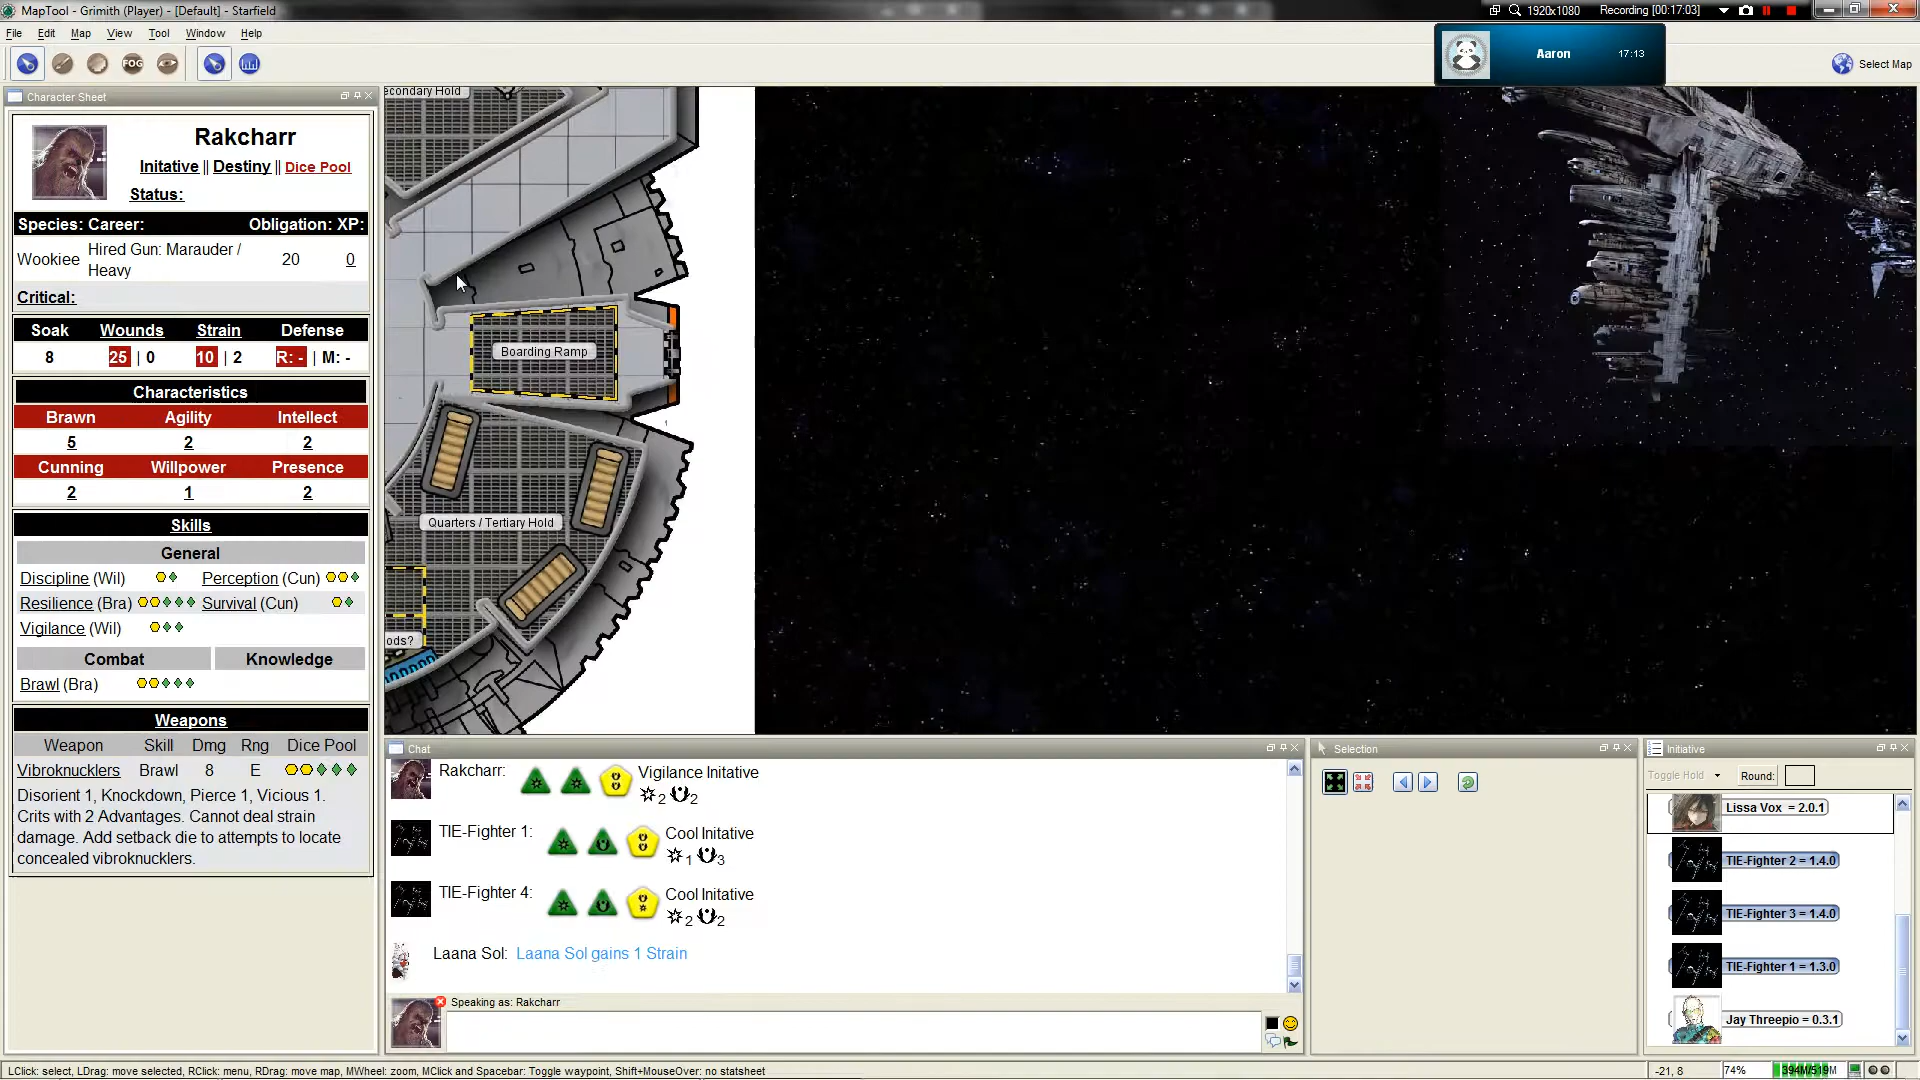 MapTool - Grimith (Player) - [Default] - Starfield
1920x1080
Recording [00:17:03]
File Edit Map View Tool Window Help
FOG
Aaron
17:13
Select Map
Character Sheet
Rakcharr
Initative || Destiny || Dice Pool
Status:
Species: Career: Obligation: XP:
Wookiee Hired Gun: Marauder / Heavy 20 0
Critical:
Soak Wounds Strain Defense
8 25 | 0 10 | 2 R: - | M: -
Characteristics
Brawn Agility Intellect
5 2 2
Cunning Willpower Presence
2 1 2
Skills
General
Discipline (Wil) Perception (Cun)
Resilience (Bra) Survival (Cun)
Vigilance (Wil)
Combat Knowledge
Brawl (Bra)
Weapons
Weapon Skill Dmg Rng Dice Pool
Vibroknucklers Brawl 8 E
Disorient 1, Knockdown, Pierce 1, Vicious 1.
Crits with 2 Advantages. Cannot deal strain
damage. Add setback die to attempts to locate
concealed vibroknucklers.
econdary Hold
Boarding Ramp
Quarters / Tertiary Hold
ods?
Chat
Rakcharr: Vigilance Initative
2 2
TIE-Fighter 1: Cool Initative
1 3
TIE-Fighter 4: Cool Initative
2 2
Laana Sol: Laana Sol gains 1 Strain
Speaking as: Rakcharr
Selection
Initiative
Toggle Hold Round:
Lissa Vox = 2.0.1
TIE-Fighter 2 = 1.4.0
TIE-Fighter 3 = 1.4.0
TIE-Fighter 1 = 1.3.0
Jay Threepio = 0.3.1
LClick: select, LDrag: move selected, RClick: menu, RDrag: move map, MWheel: zoom, MClick and Spacebar: Toggle waypoint, Shift+MouseOver: no statsheet
-21, 8
74%
394M/519M